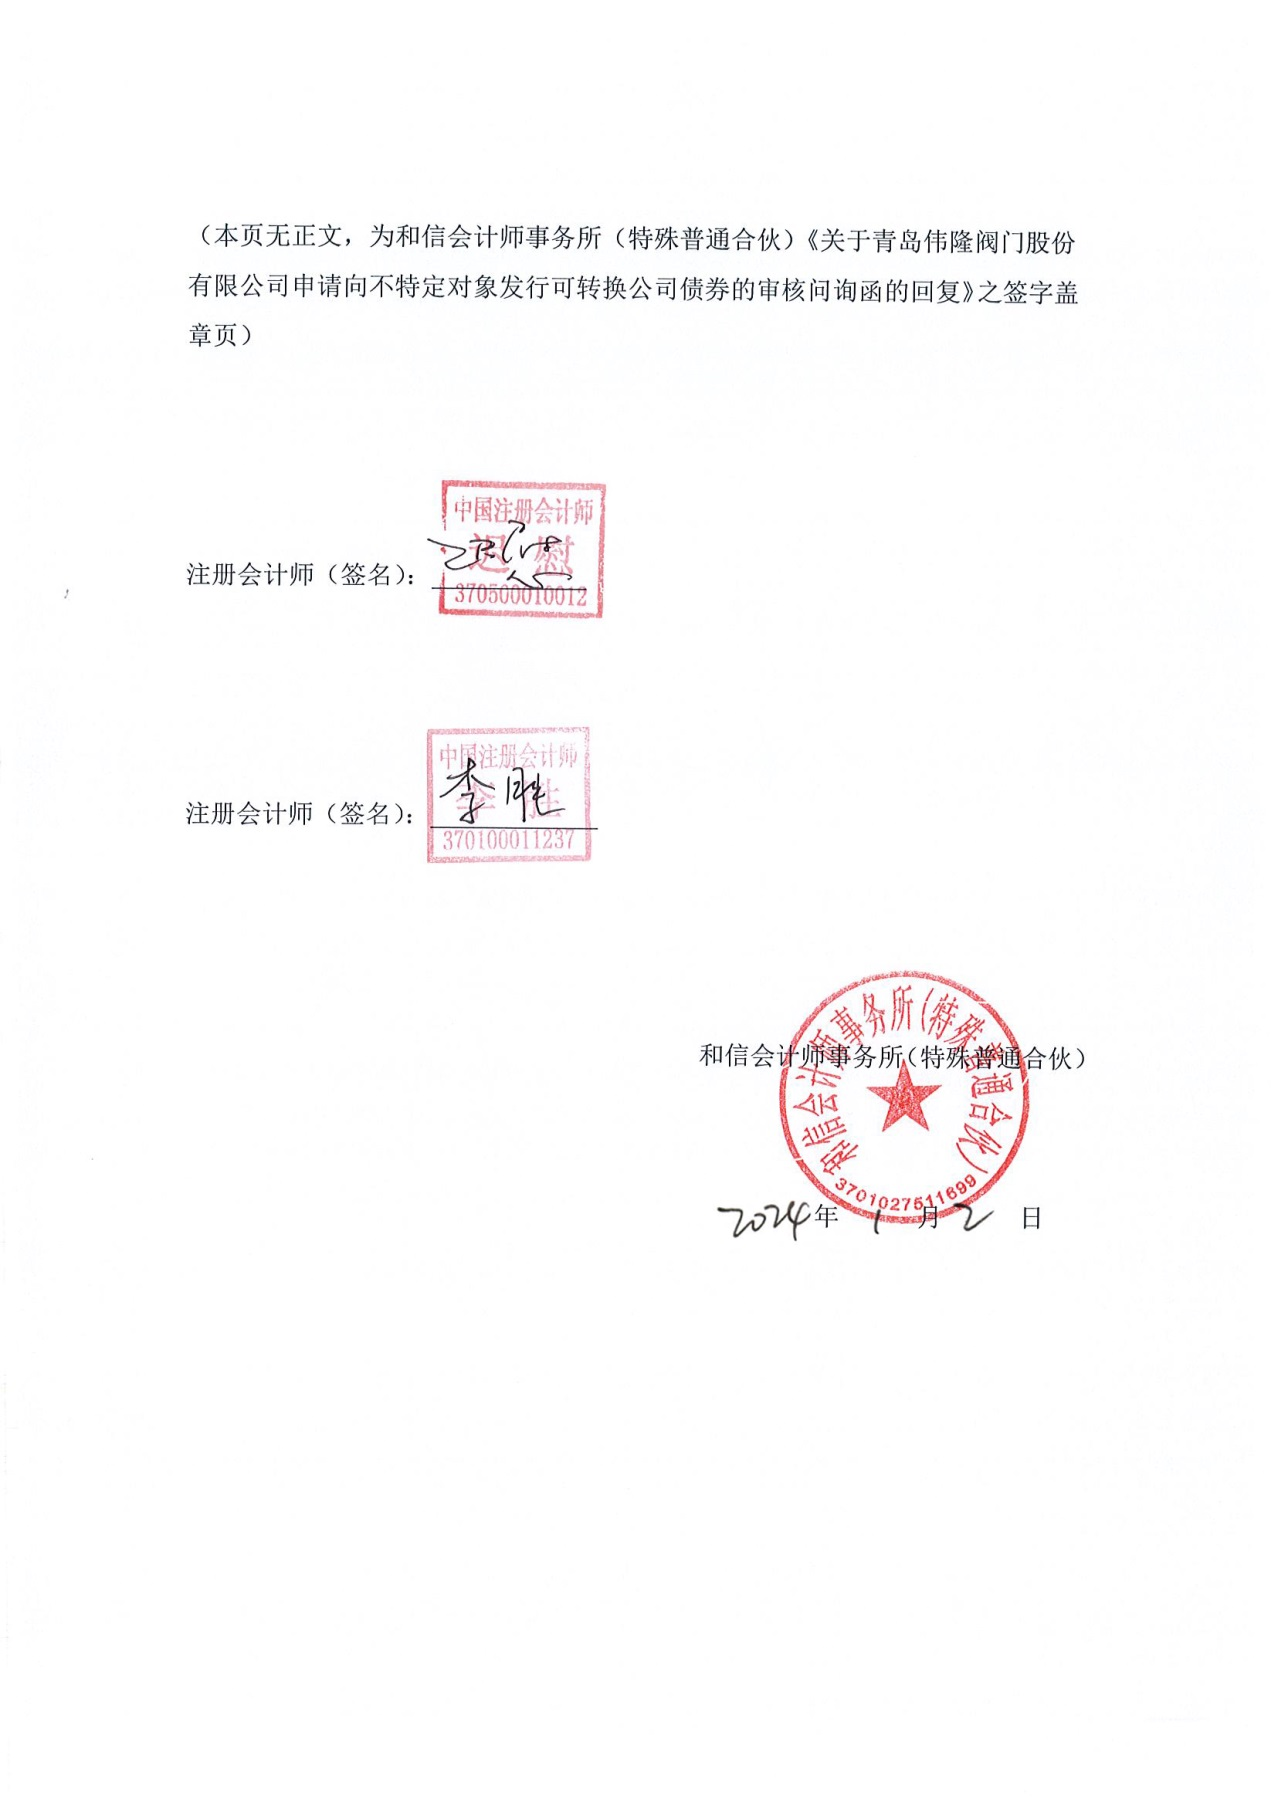 （本页无正文，为和信会计师事务所（特殊普通合伙）《关于青岛伟隆阀门股份
有限公司申请向不特定对象发行可转换公司债券的审核问询函的回复》之签字盖
章页）
中国注册会计师
迟慰
注册会计师（签名）：
370500010012
中国注册会计师
李胜
李胜
注册会计师（签名）：
370100011237
和信会计师事务所（特殊普通合伙）
和信会计师事务所（特殊普通合伙）
3701027511699
2024年 1 月 2 日